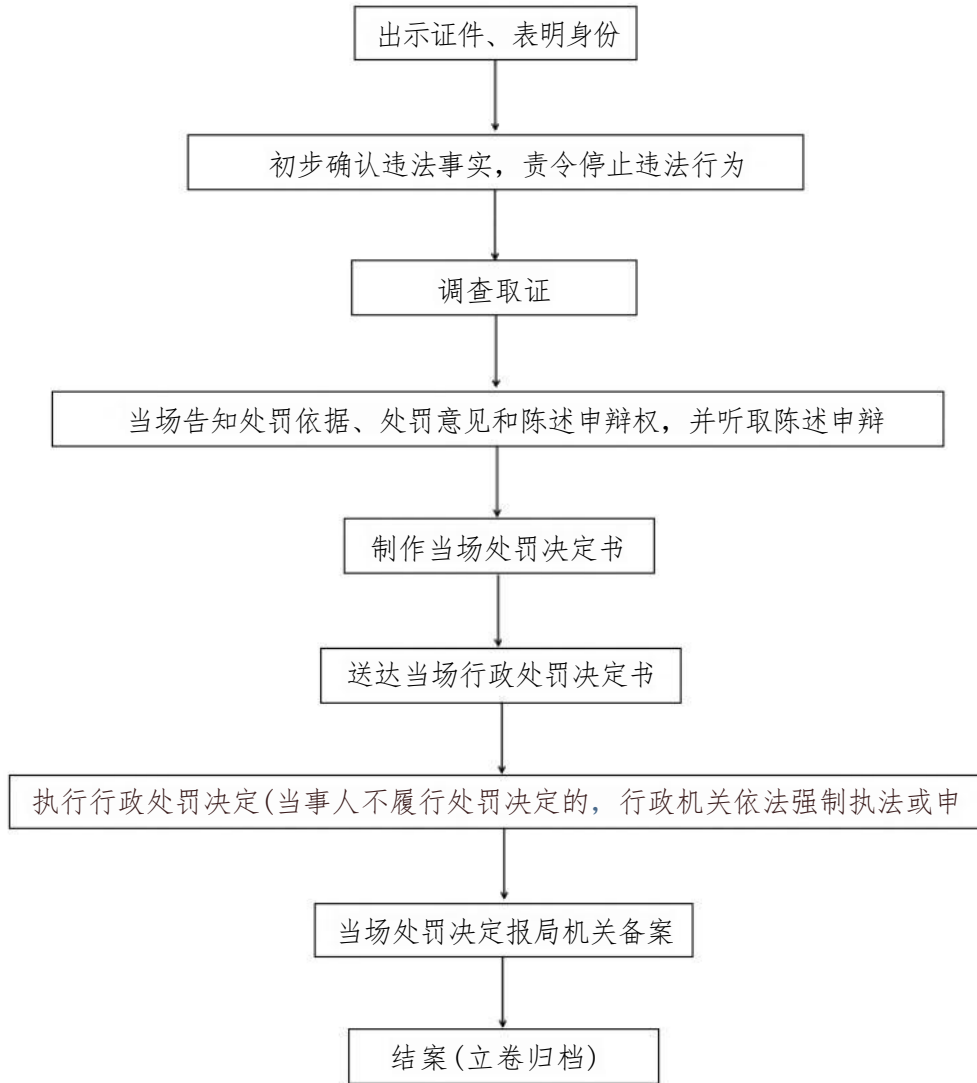 出示证件、表明身份
初步确认违法事实，责令停止违法行为
调查取证
当场告知处罚依据、处罚意见和陈述申辩权，并听取陈述申辩
制作当场处罚决定书
送达当场行政处罚决定书
执行行政处罚决定(当事人不履行处罚决定的，行政机关依法强制执法或申
当场处罚决定报局机关备案
结案(立卷归档)